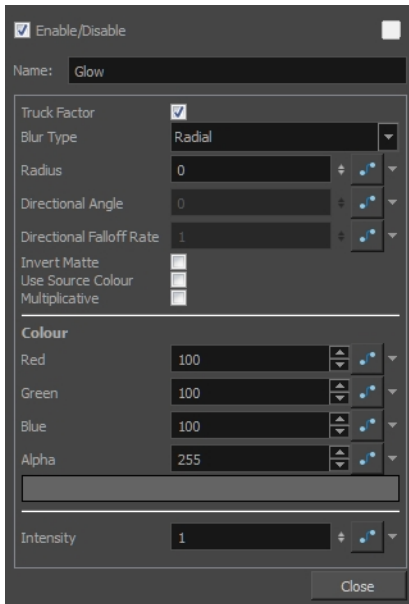 Enable/Disable
Name: Glow
Truck Factor
Blur Type Radial
Radius 0
Directional Angle 0
Directional Falloff Rate 1
Invert Matte
Use Source Colour
Multiplicative
Colour
Red 100
Green 100
Blue 100
Alpha 255
Intensity 1
Close